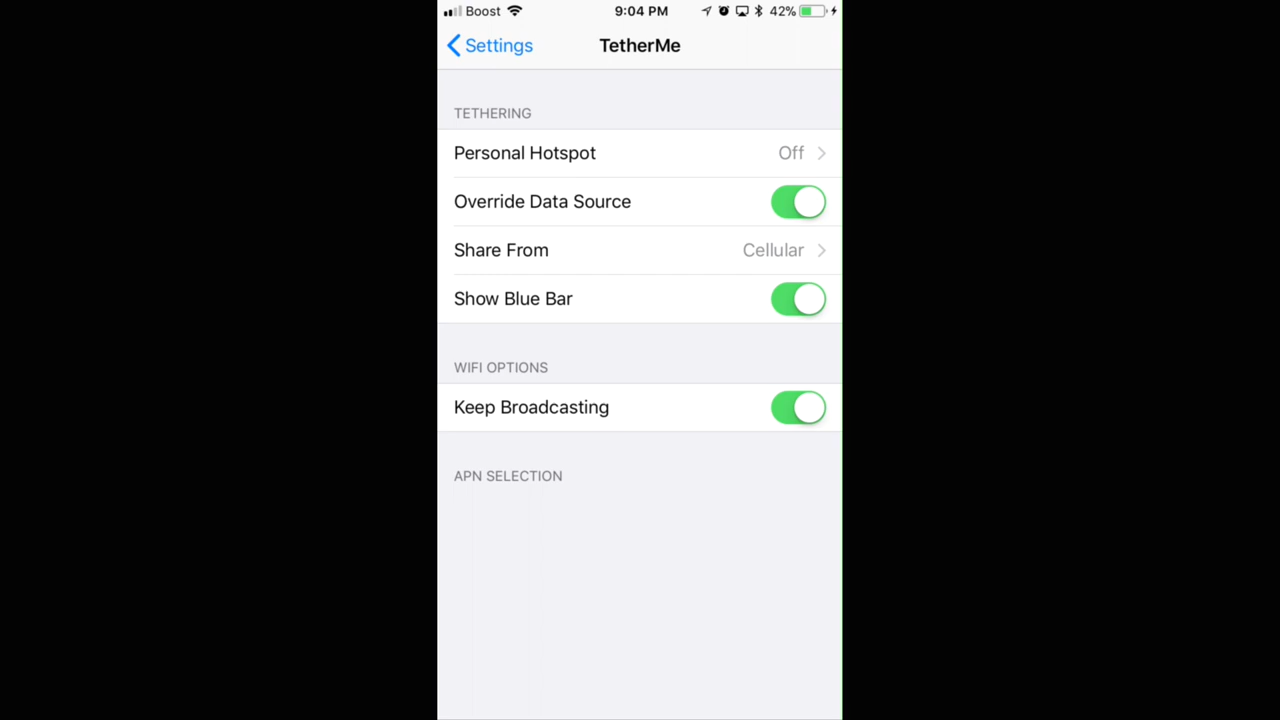 Boost 9:04 PM 42%
Settings TetherMe
TETHERING
Personal Hotspot Off
Override Data Source
Share From Cellular
Show Blue Bar
WIFI OPTIONS
Keep Broadcasting
APN SELECTION